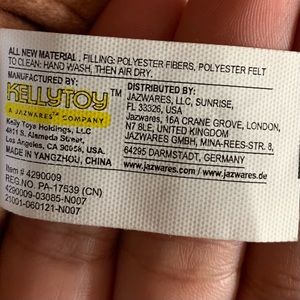 ALL NEW MATERIAL, FILLING: POLYESTER FIBERS, POLYESTER FELT
TO CLEAN: HAND WASH, THEN AIR DRY.
MANUFACTURED BY:
KELLYTOY™
A JAZWARES™ COMPANY
Kelly Toys Holdings, LLC
4811 S. Alameda Street,
Los Angeles, CA 90058, USA
MADE IN YANGZHOU, CHINA
DISTRIBUTED BY:
JAZWARES, LLC, SUNRISE,
FL 33326, USA
Jazwares, 16A CRANE GROVE, LONDON,
N7 8LE, UNITED KINGDOM
JAZWARES GMBH, MINA-REES-STR. 8,
64295 DARMSTADT, GERMANY
www.jazwares.com / www.jazwares.de
Item # 4290009
REG.NO. PA-17539 (CN)
4290009-03085-N007
21001-060121-N007